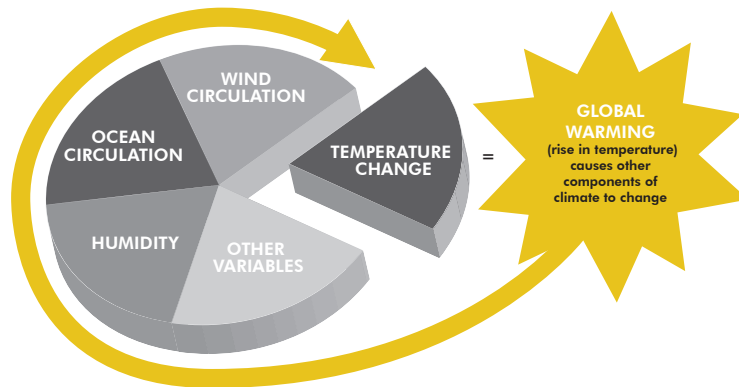 WIND
CIRCULATION
OCEAN
CIRCULATION
TEMPERATURE
CHANGE
=
GLOBAL
WARMING
(rise in temperature)
causes other
components of
climate to change
HUMIDITY
OTHER
VARIABLES